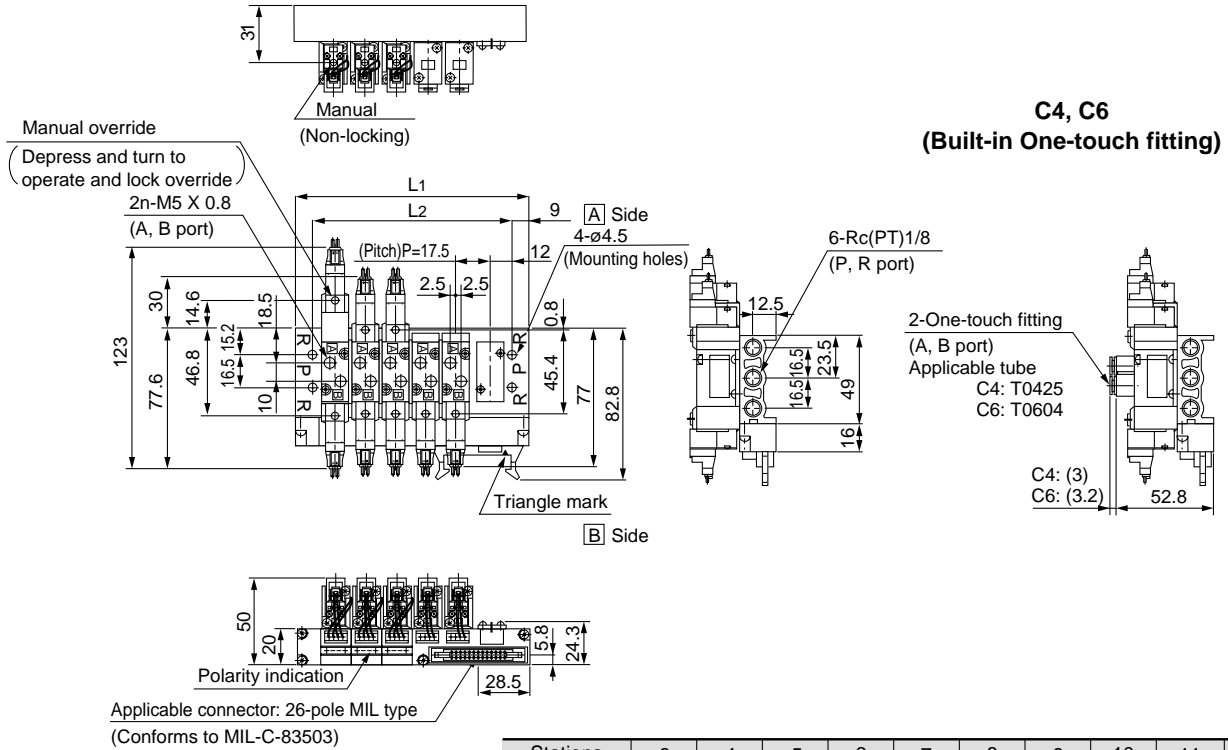 31
Manual
(Non-locking)
C4, C6
(Built-in One-touch fitting)
Manual override
(Depress and turn to
operate and lock override)
2n-M5 X 0.8
(A, B port)
L1
L2
9
A Side
4-ø4.5
(Mounting holes)
(Pitch)P=17.5
12
2.5
2.5
123
30
14.6
18.5
77.6
46.8
15.2
16.5
10
R
P
R
A
A
A
A
A
B
B
B
B
B
R
P
R
0.8
45.4
77
82.8
Triangle mark
B Side
6-Rc(PT)1/8
(P, R port)
12.5
16.5
16.5
23.5
49
16
2-One-touch fitting
(A, B port)
Applicable tube
C4: T0425
C6: T0604
C4: (3)
C6: (3.2)
52.8
50
20
5.8
24.3
28.5
Polarity indication
Applicable connector: 26-pole MIL type
(Conforms to MIL-C-83503)